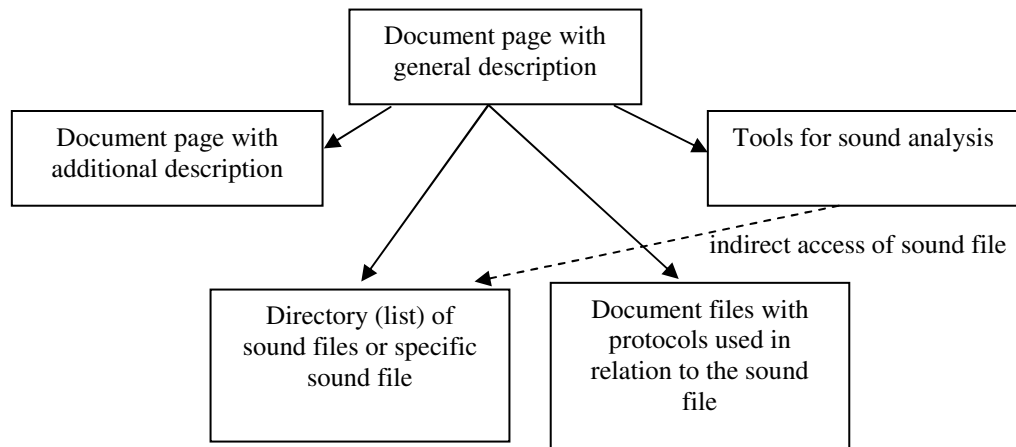 Document page with
general description
Document page with
additional description
Tools for sound analysis
indirect access of sound file
Directory (list) of
sound files or specific
sound file
Document files with
protocols used in
relation to the sound
file